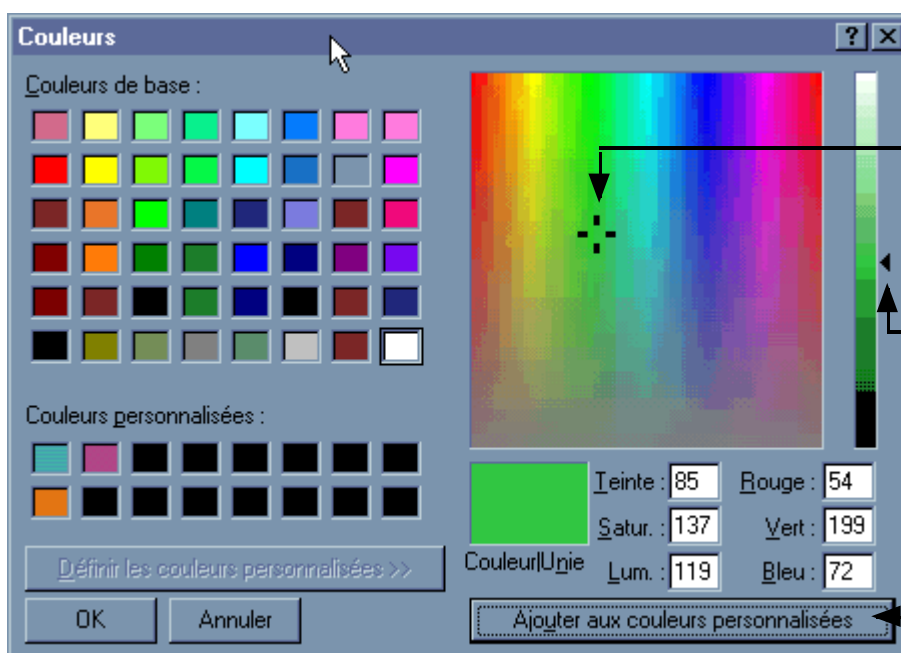 Couleurs
Couleurs de base :
Couleurs personnalisées :
Définir les couleurs personnalisées >>
OK Annuler
Teinte : 85 Rouge : 54
Satur. : 137 Vert : 199
Couleur|Unie Lum. : 119 Bleu : 72
Ajouter aux couleurs personnalisées